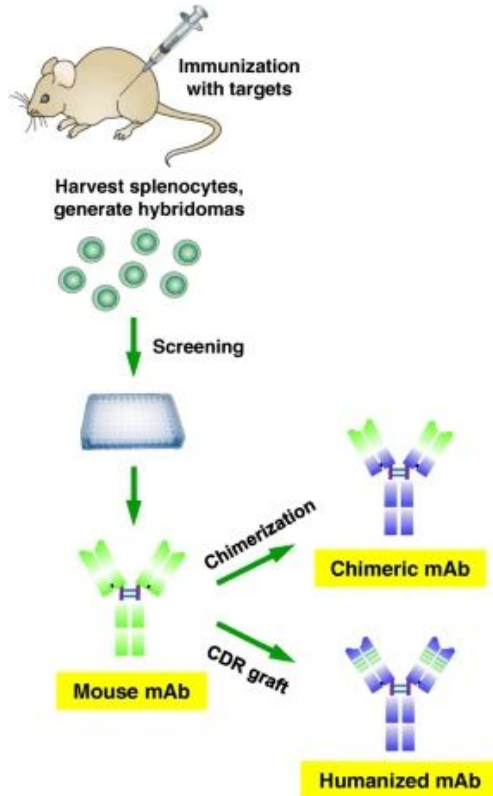 Immunization
with targets
Harvest splenocytes,
generate hybridomas
Screening
Chimerization
Chimeric mAb
Mouse mAb
CDR graft
Humanized mAb